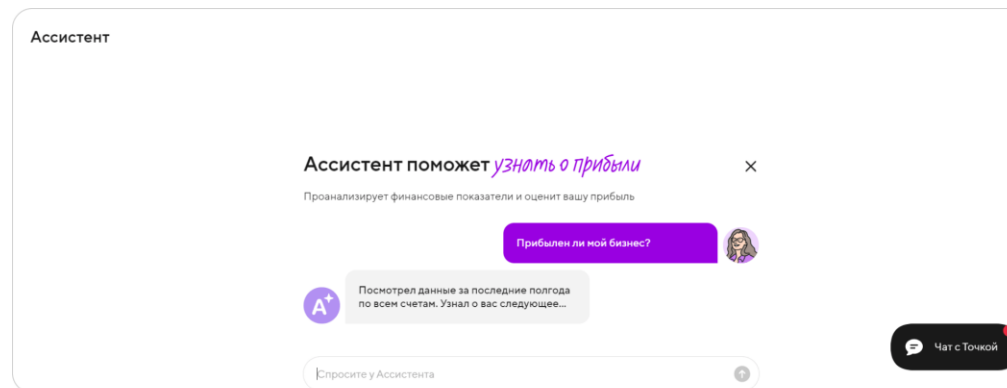 Ассистент
Ассистент поможет узнать о прибыли
Проанализирует финансовые показатели и оценит вашу прибыль
Прибылен ли мой бизнес?
Посмотрел данные за последние полгода
по всем счетам. Узнал о вас следующее...
A+
Спросите у Ассистента
Чат с Точкой